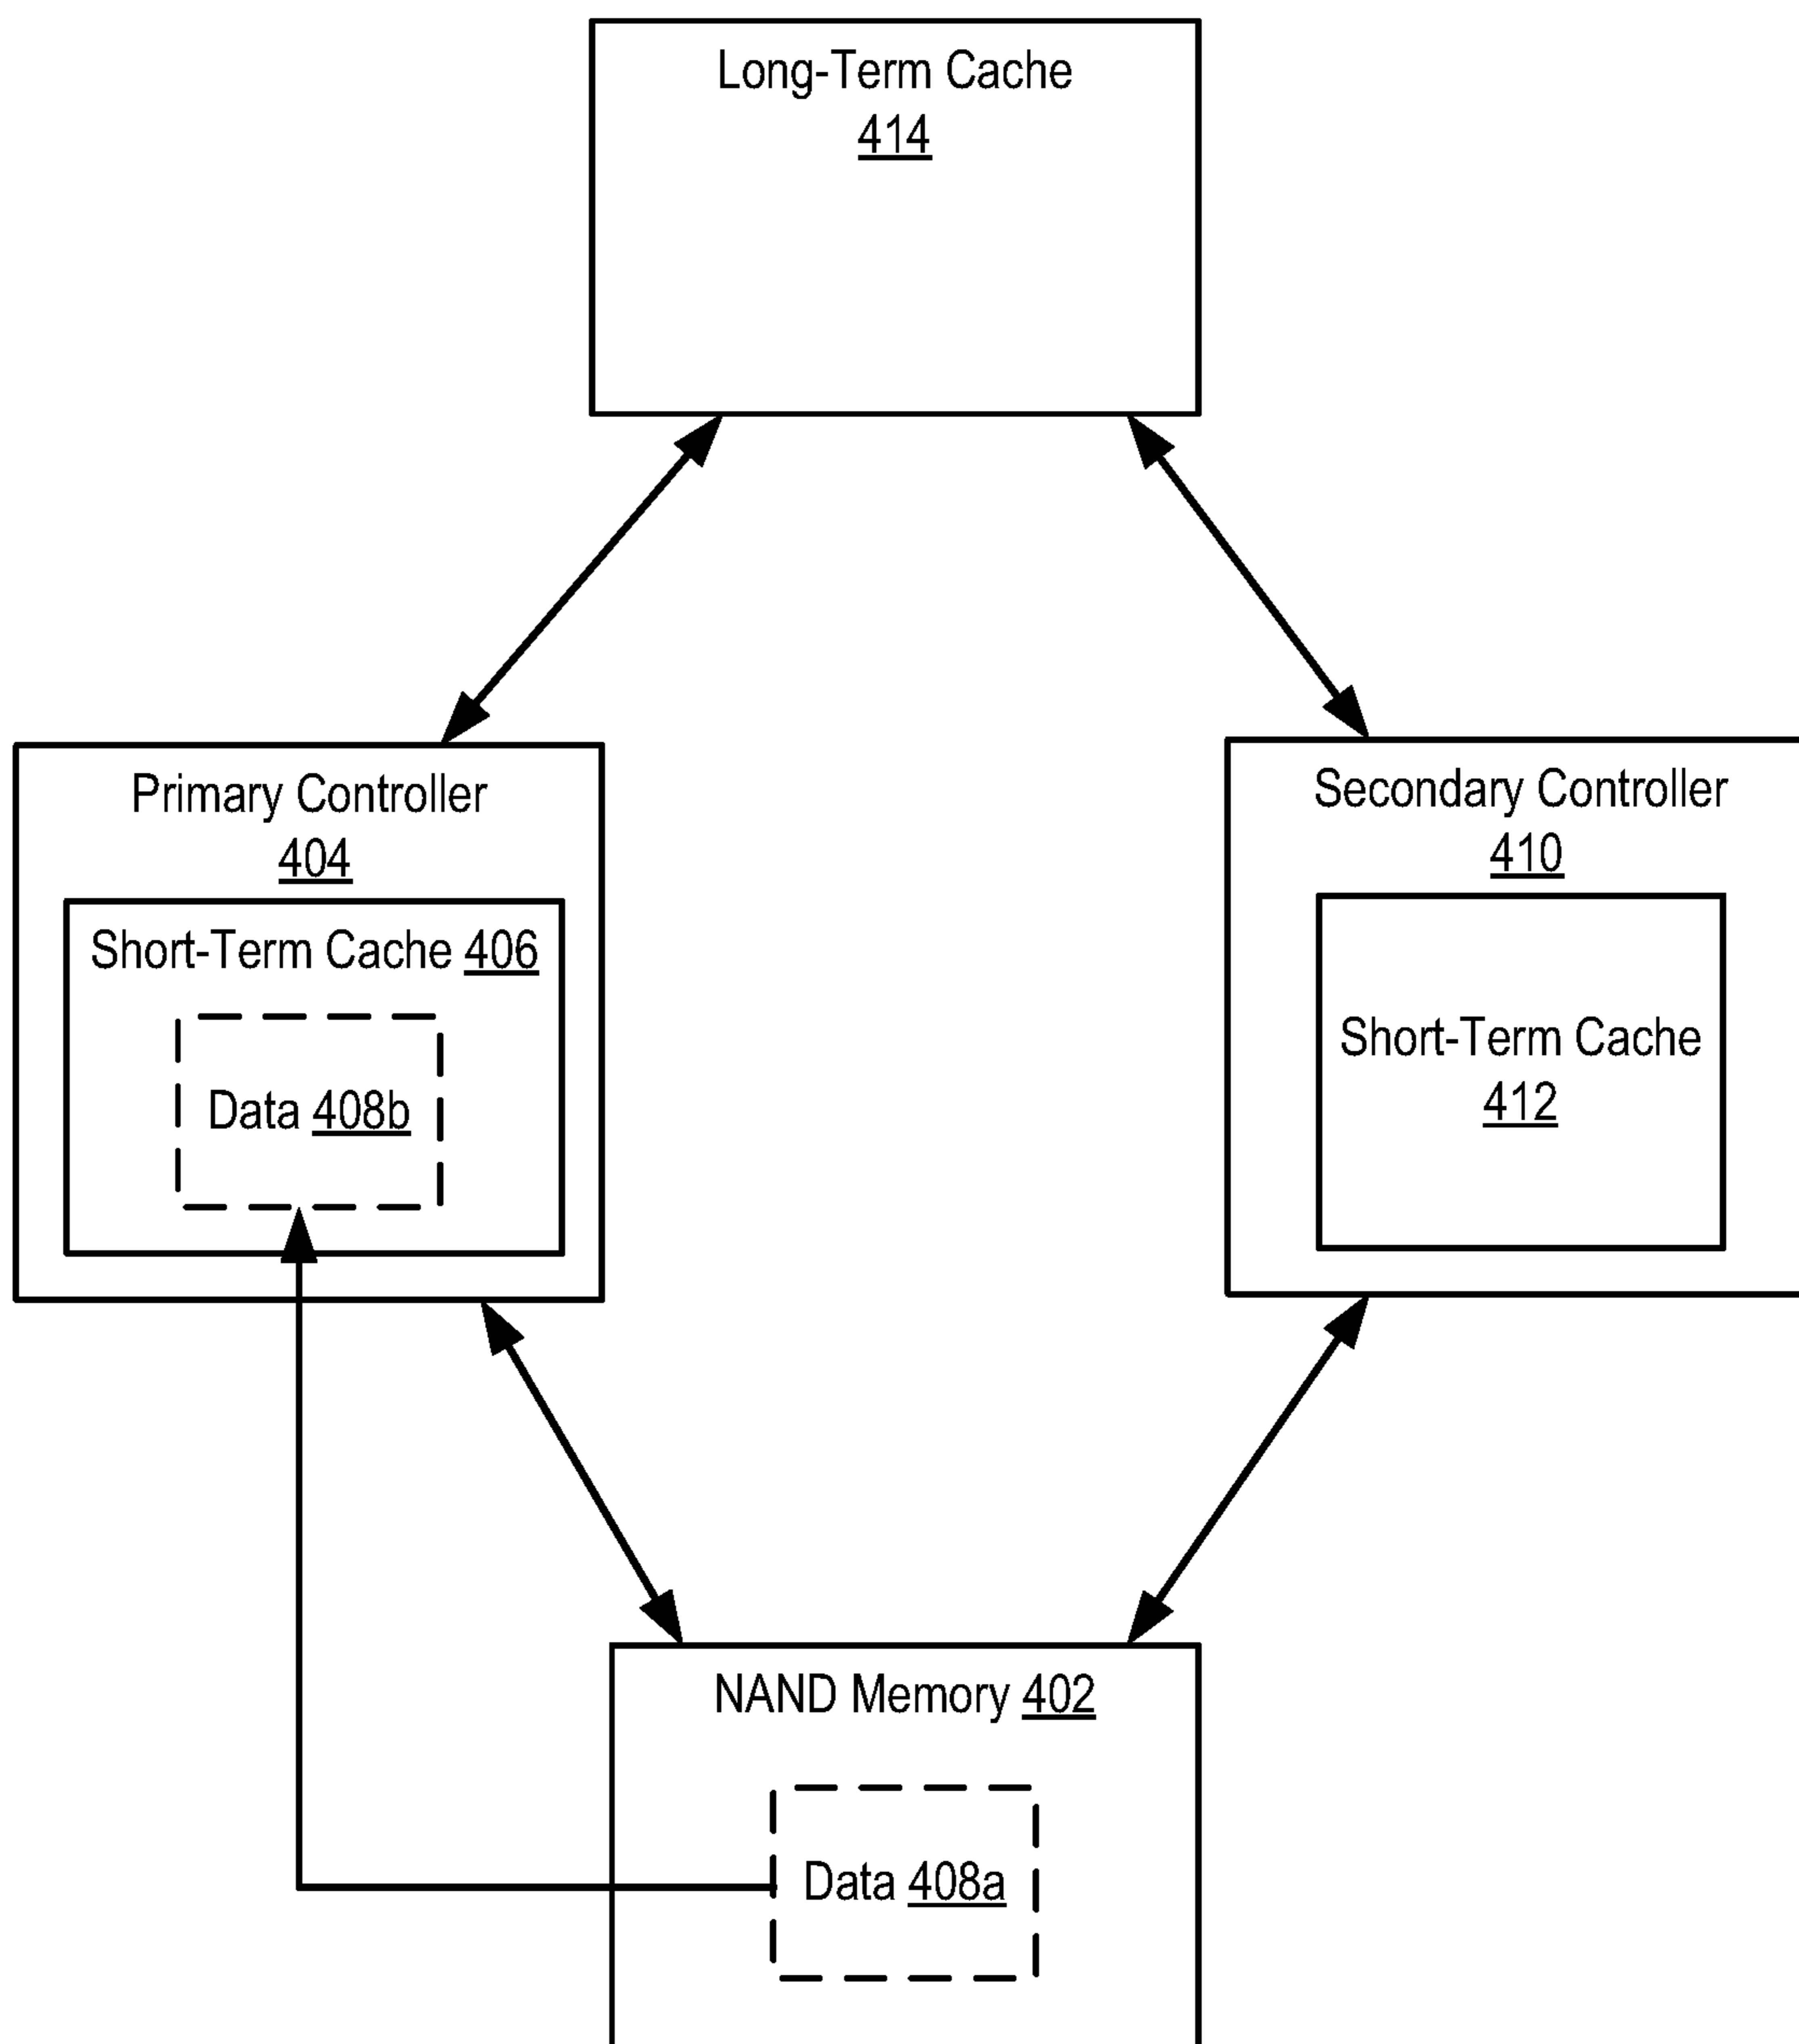 Long-Term Cache
414
Primary Controller
404
Short-Term Cache 406
Data 408b
Secondary Controller
410
Short-Term Cache
412
NAND Memory 402
Data 408a